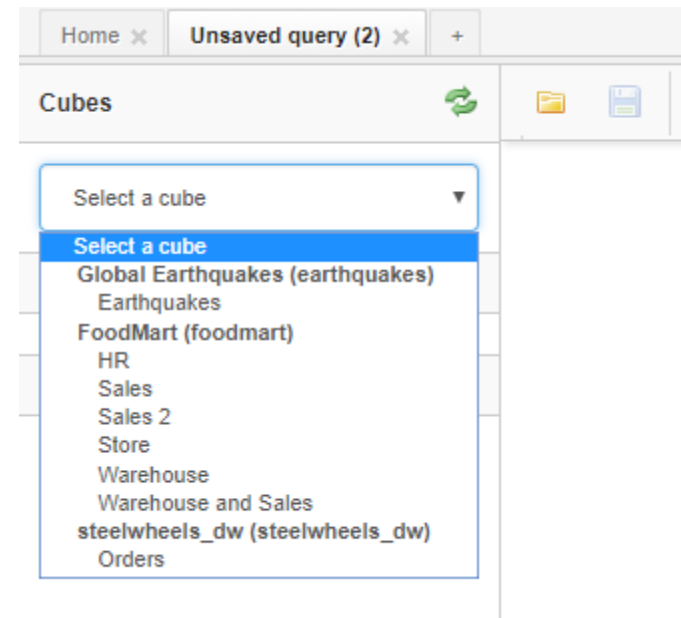 Home
Unsaved query (2)
+
Cubes
Select a cube
Select a cube
Global Earthquakes (earthquakes)
Earthquakes
FoodMart (foodmart)
HR
Sales
Sales 2
Store
Warehouse
Warehouse and Sales
steelwheels_dw (steelwheels_dw)
Orders